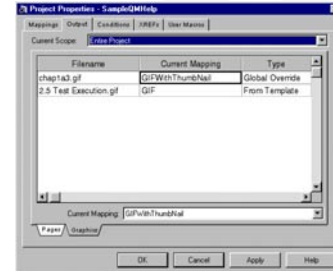 Project Properties - SampleQMHelp
Mappings Output Conditions XREFs User Macros
Current Scope: Entire Project
Filename Current Mapping Type
chap1a3.gif GIFWithThumbNail Global Override
2.5 Test Execution.gif GIF From Template
Current Mapping: GIFWithThumbNail
Pages Graphics
OK Cancel Apply Help